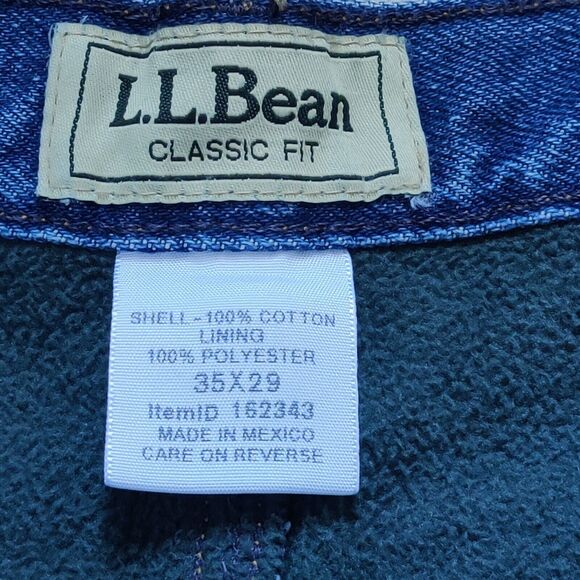 L.L.Bean
CLASSIC FIT
SHELL-100% COTTON
LINING
100% POLYESTER
35X29
ItemID 162343
MADE IN MEXICO
CARE ON REVERSE